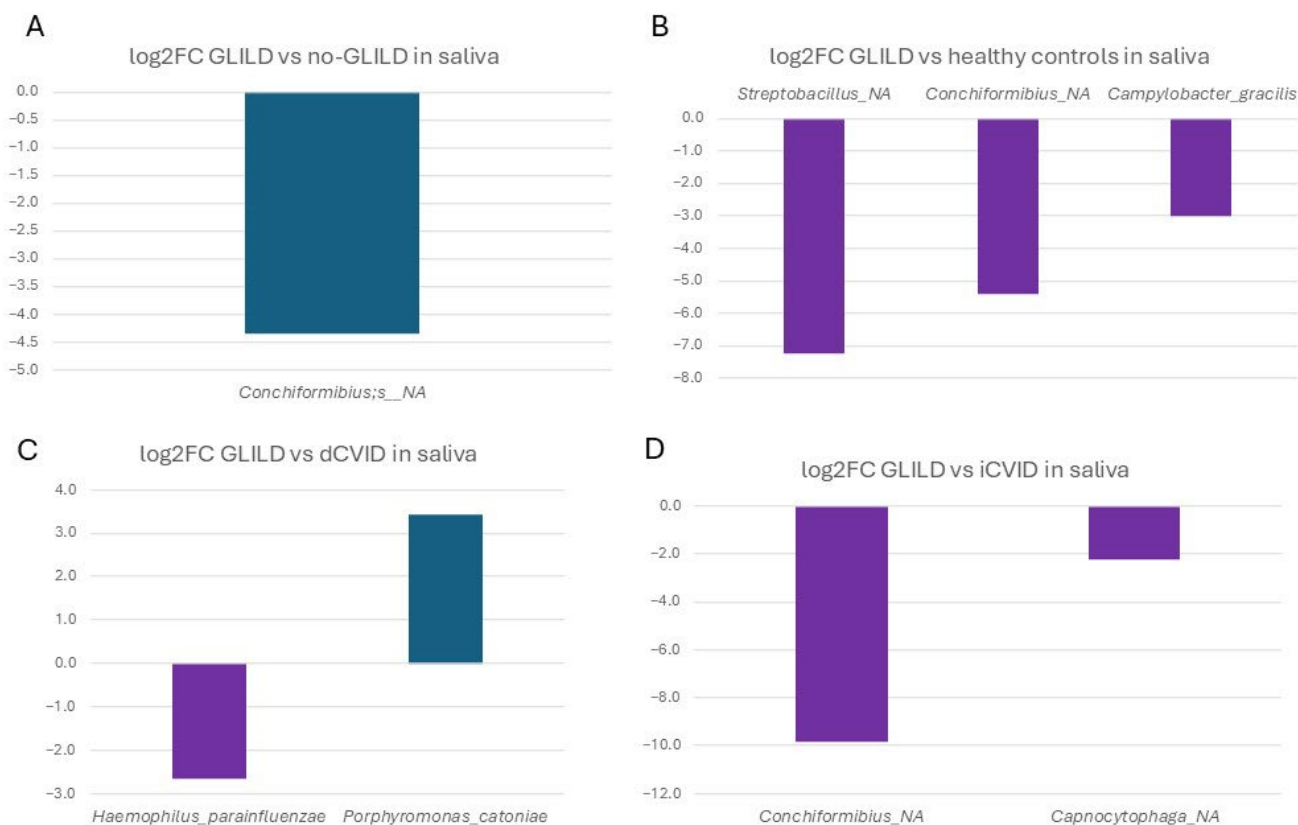 A
log2FC GLILD vs no-GLILD in saliva
0.0
−0.5
−1.0
−1.5
−2.0
−2.5
−3.0
−3.5
−4.0
−4.5
−5.0
Conchiformibius;s__NA
B
log2FC GLILD vs healthy controls in saliva
Streptobacillus_NA Conchiformibius_NA Campylobacter_gracilis
0.0
−1.0
−2.0
−3.0
−4.0
−5.0
−6.0
−7.0
−8.0
C
log2FC GLILD vs dCVID in saliva
4.0
3.0
2.0
1.0
0.0
−1.0
−2.0
−3.0
Haemophilus_parainfluenzae Porphyromonas_catoniae
D
log2FC GLILD vs iCVID in saliva
0.0
−2.0
−4.0
−6.0
−8.0
−10.0
−12.0
Conchiformibius_NA Capnocytophaga_NA